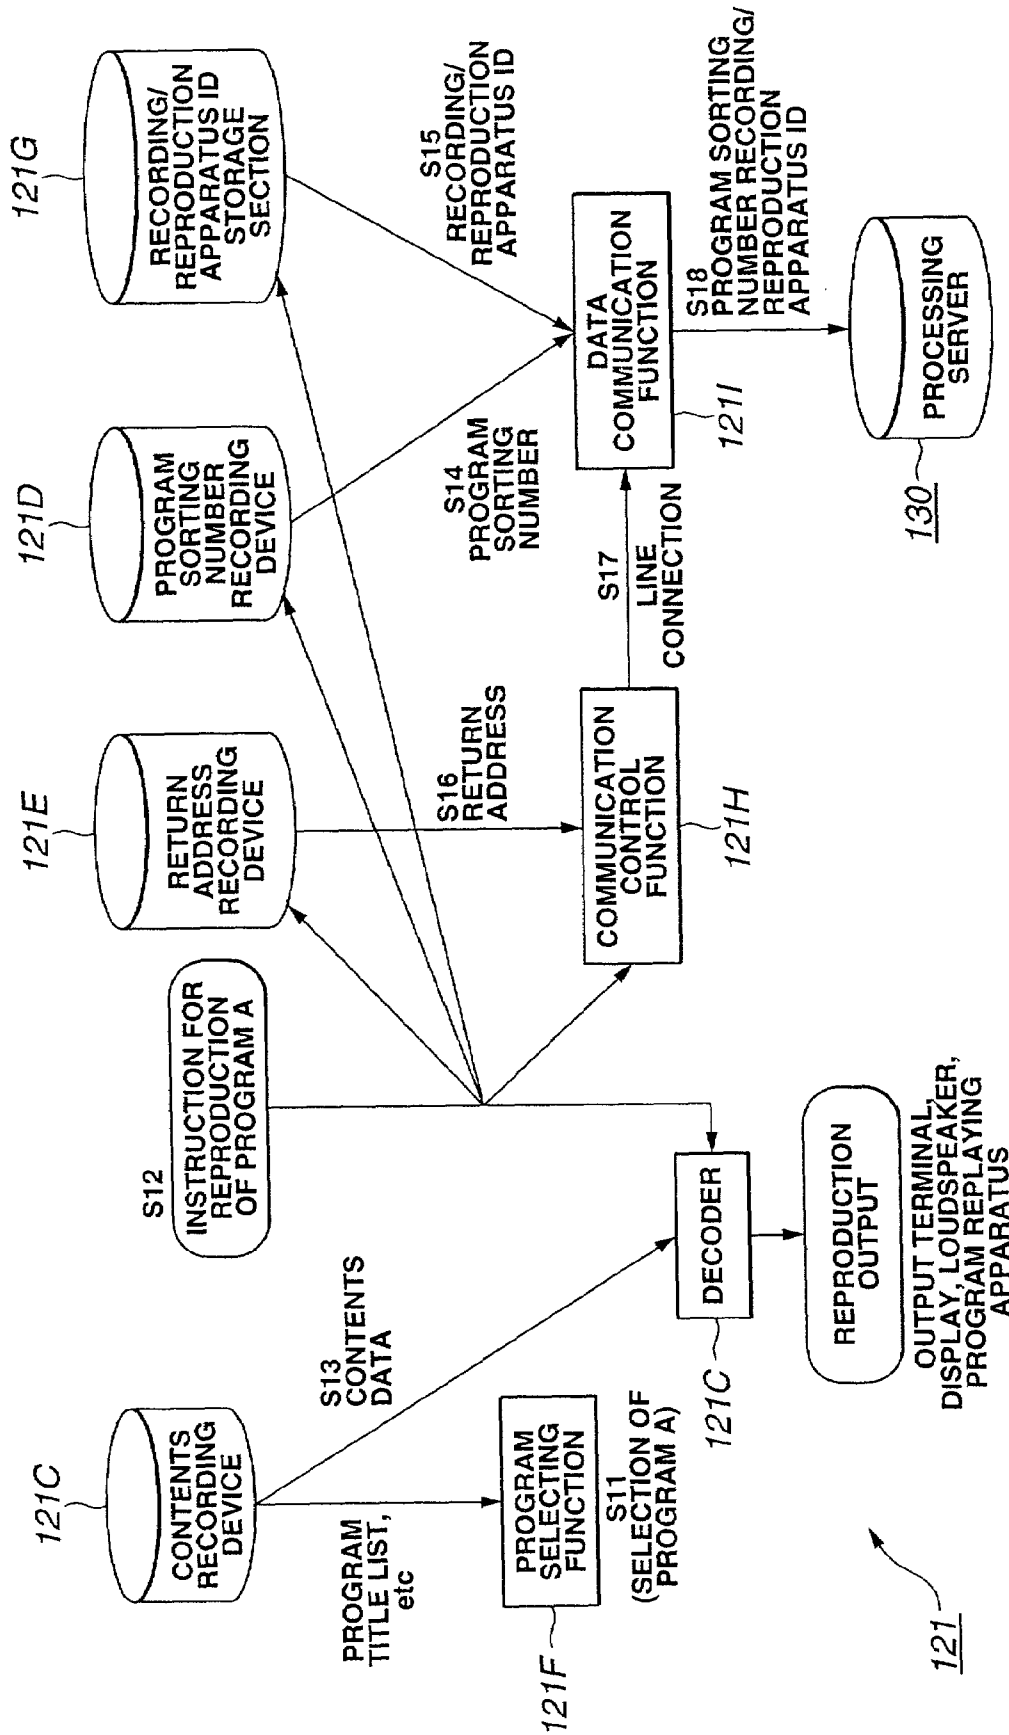 121C
CONTENTS
RECORDING
DEVICE
PROGRAM
TITLE LIST,
etc
S13
CONTENTS
DATA
121F
PROGRAM
SELECTING
FUNCTION
S11
(SELECTION OF
PROGRAM A)
S12
INSTRUCTION FOR
REPRODUCTION
OF PROGRAM A
DECODER
121C
REPRODUCTION
OUTPUT
OUTPUT TERMINAL,
DISPLAY, LOUDSPEAKER,
PROGRAM REPLAYING
APPARATUS
121
121E
RETURN
ADDRESS
RECORDING
DEVICE
S16
RETURN
ADDRESS
COMMUNICATION
CONTROL
FUNCTION
121H
S17
LINE
CONNECTION
121D
PROGRAM
SORTING
NUMBER
RECORDING
DEVICE
S14
PROGRAM
SORTING
NUMBER
121G
RECORDING/
REPRODUCTION
APPARATUS ID
STORAGE
SECTION
S15
RECORDING/
REPRODUCTION
APPARATUS ID
DATA
COMMUNICATION
FUNCTION
121I
S18
PROGRAM SORTING
NUMBER RECORDING/
REPRODUCTION
APPARATUS ID
PROCESSING
SERVER
130